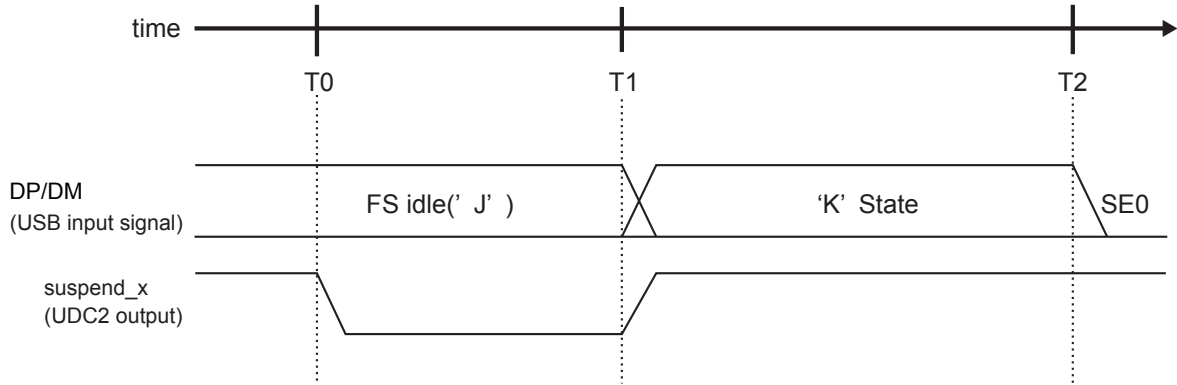 time
T0
T1
T2
DP/DM
(USB input signal)
FS idle(’ J’ )
‘K’ State
SE0
suspend_x
(UDC2 output)